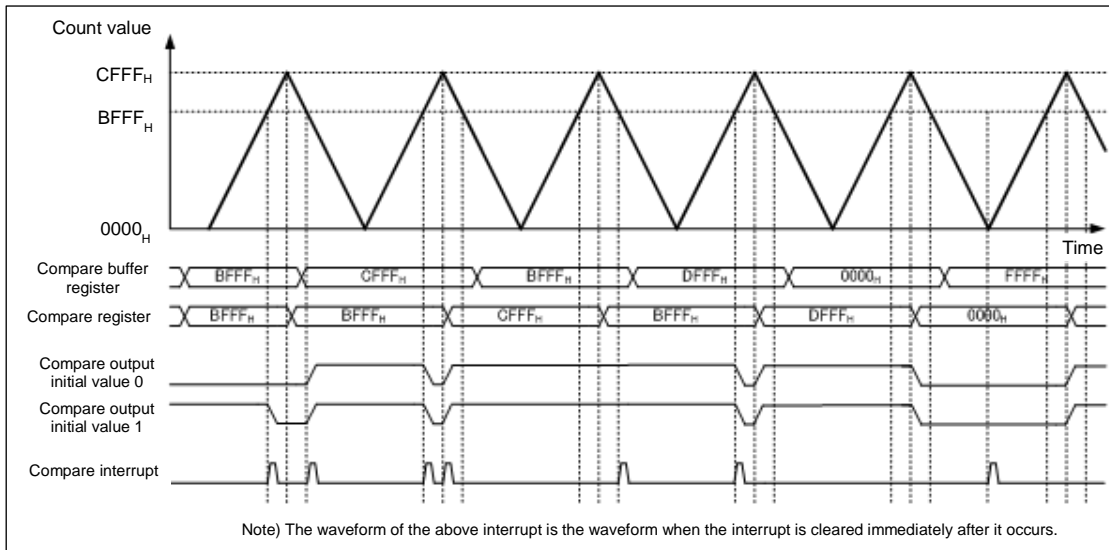 Count value
CFFFH
BFFFH
0000H
Time
Compare buffer
register
BFFFH CFFFH BFFFH DFFFH 0000H FFFFH
Compare register
BFFFH BFFFH CFFFH BFFFH DFFFH 0000H
Compare output
initial value 0
Compare output
initial value 1
Compare interrupt
Note) The waveform of the above interrupt is the waveform when the interrupt is cleared immediately after it occurs.